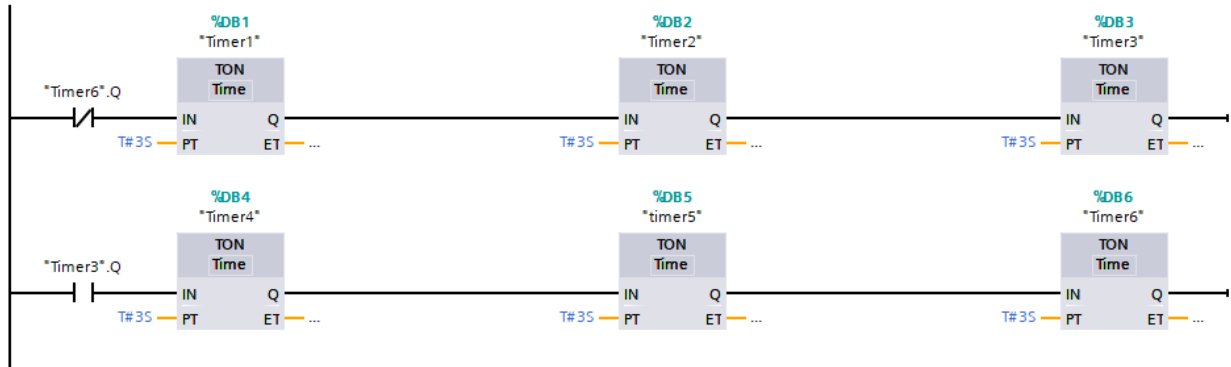 %DB1 %DB2 %DB3
"Timer1" "Timer2" "Timer3"
TON TON TON
"Timer6".Q Time Time Time
IN Q IN Q IN Q
T#3S PT ET ... T#3S PT ET ... T#3S PT ET ...
%DB4 %DB5 %DB6
"Timer4" "timer5" "Timer6"
TON TON TON
"Timer3".Q Time Time Time
IN Q IN Q IN Q
T#3S PT ET ... T#3S PT ET ... T#3S PT ET ...